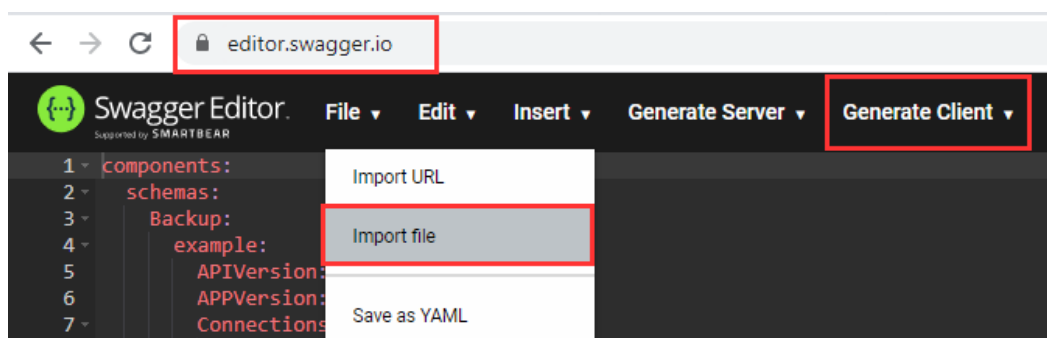 editor.swagger.io
Swagger Editor. File ▾ Edit ▾ Insert ▾ Generate Server ▾ Generate Client ▾
Supported by SMARTBEAR
1 components:
2 schemas:
3 Backup:
4 example:
5 APIVersion:
6 APPVersion:
7 Connections
Import URL
Import file
Save as YAML